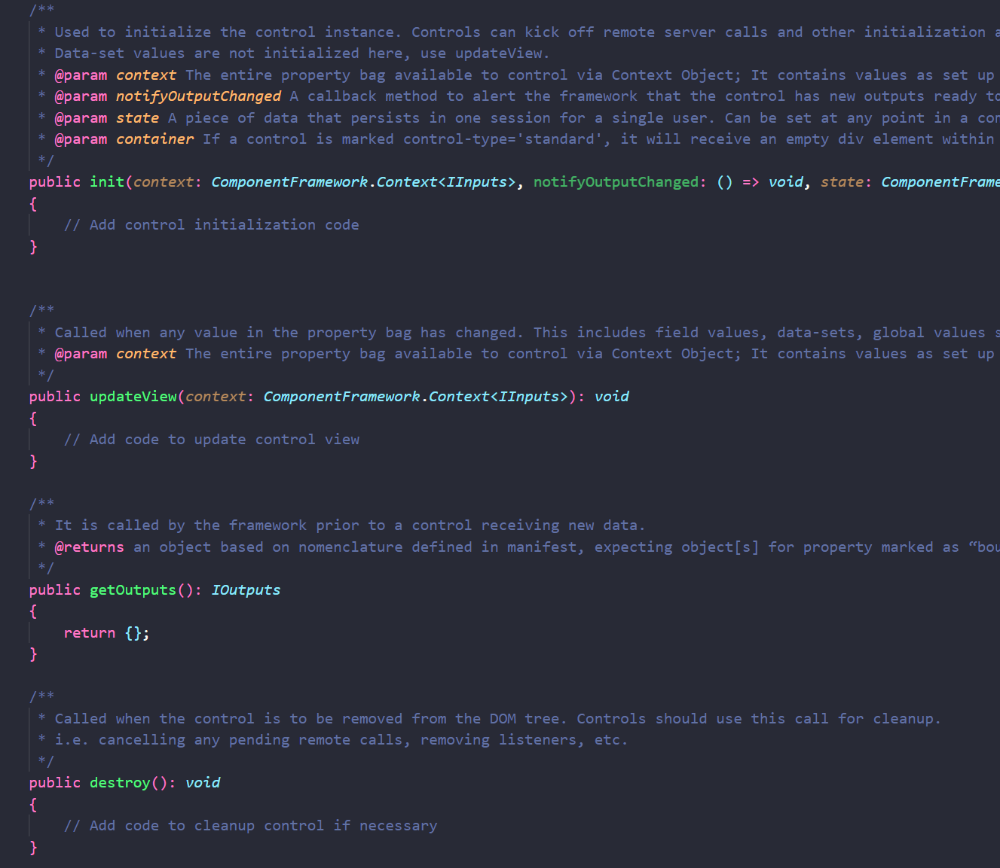 /**
 * Used to initialize the control instance. Controls can kick off remote server calls and other initialization
 * Data-set values are not initialized here, use updateView.
 * @param context The entire property bag available to control via Context Object; It contains values as set up
 * @param notifyOutputChanged A callback method to alert the framework that the control has new outputs ready
 * @param state A piece of data that persists in one session for a single user. Can be set at any point in a
 * @param container If a control is marked control-type='standard', it will receive an empty div element within
 */
public init(context: ComponentFramework.Context<IInputs>, notifyOutputChanged: () => void, state: ComponentFrame
{
    // Add control initialization code
}
/**
 * Called when any value in the property bag has changed. This includes field values, data-sets, global values
 * @param context The entire property bag available to control via Context Object; It contains values as set up
 */
public updateView(context: ComponentFramework.Context<IInputs>): void
{
    // Add code to update control view
}
/**
 * It is called by the framework prior to a control receiving new data.
 * @returns an object based on nomenclature defined in manifest, expecting object[s] for property marked as “bou
 */
public getOutputs(): IOutputs
{
    return {};
}
/**
 * Called when the control is to be removed from the DOM tree. Controls should use this call for cleanup.
 * i.e. cancelling any pending remote calls, removing listeners, etc.
 */
public destroy(): void
{
    // Add code to cleanup control if necessary
}